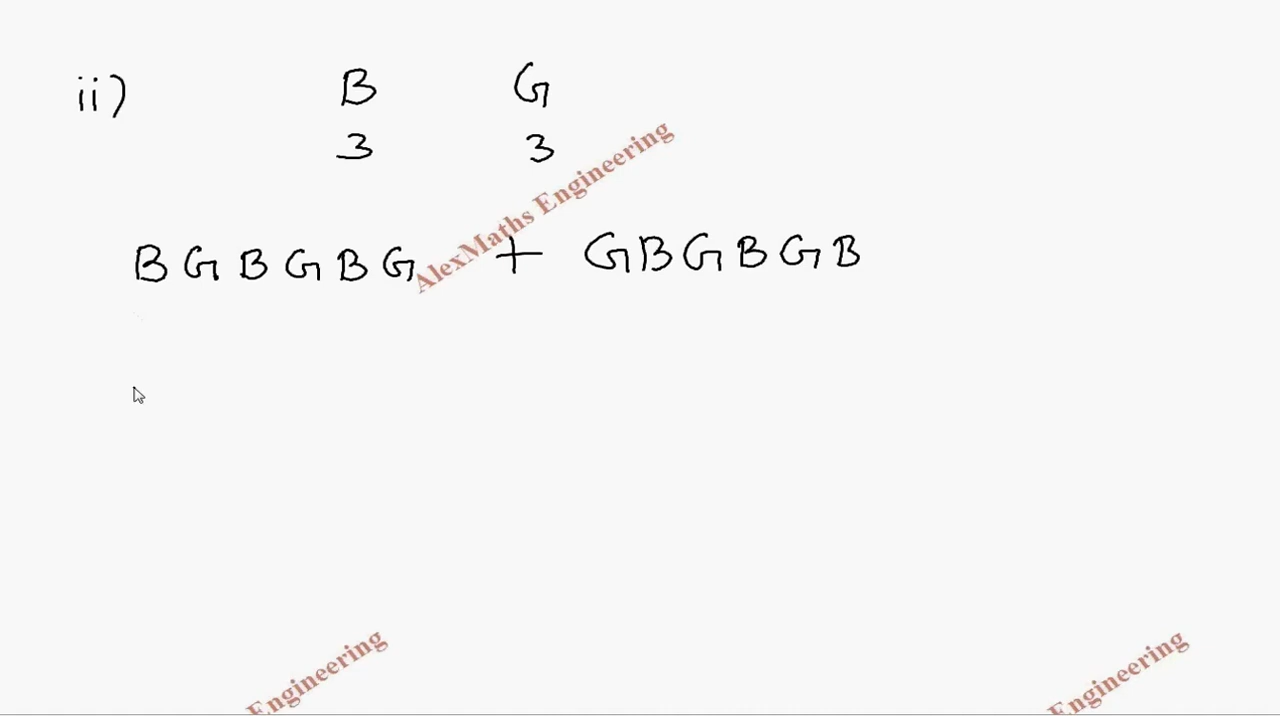 ii) B G
3 3
AlexMaths Engineering
B G B G B G + G B G B G B
Engineering
Engineering